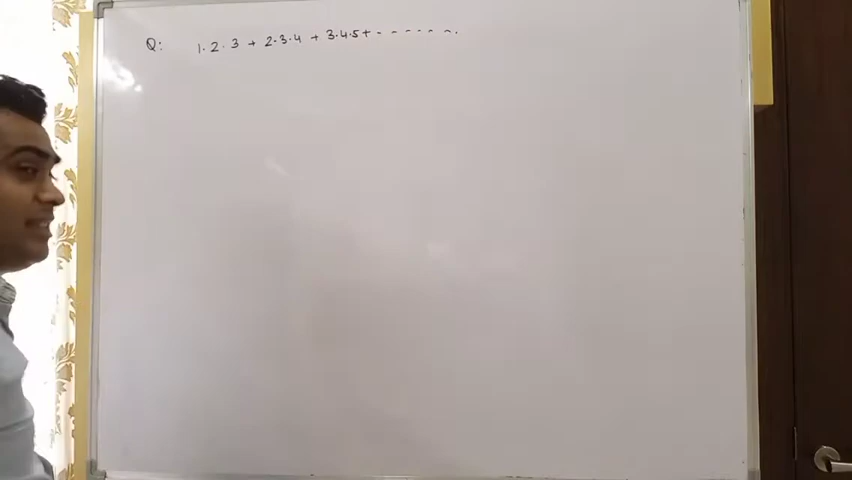 Q: 1.2.3 + 2.3.4 + 3.4.5 + - - - - - - .